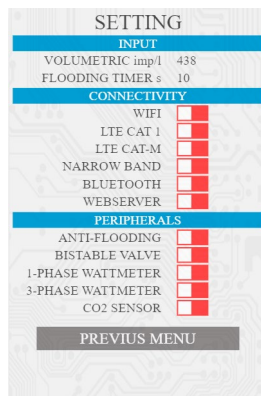 SETTING
INPUT
VOLUMETRIC imp/l 438
FLOODING TIMER s 10
CONNECTIVITY
WIFI
LTE CAT 1
LTE CAT-M
NARROW BAND
BLUETOOTH
WEBSERVER
PERIPHERALS
ANTI-FLOODING
BISTABLE VALVE
1-PHASE WATTMETER
3-PHASE WATTMETER
CO2 SENSOR
PREVIUS MENU